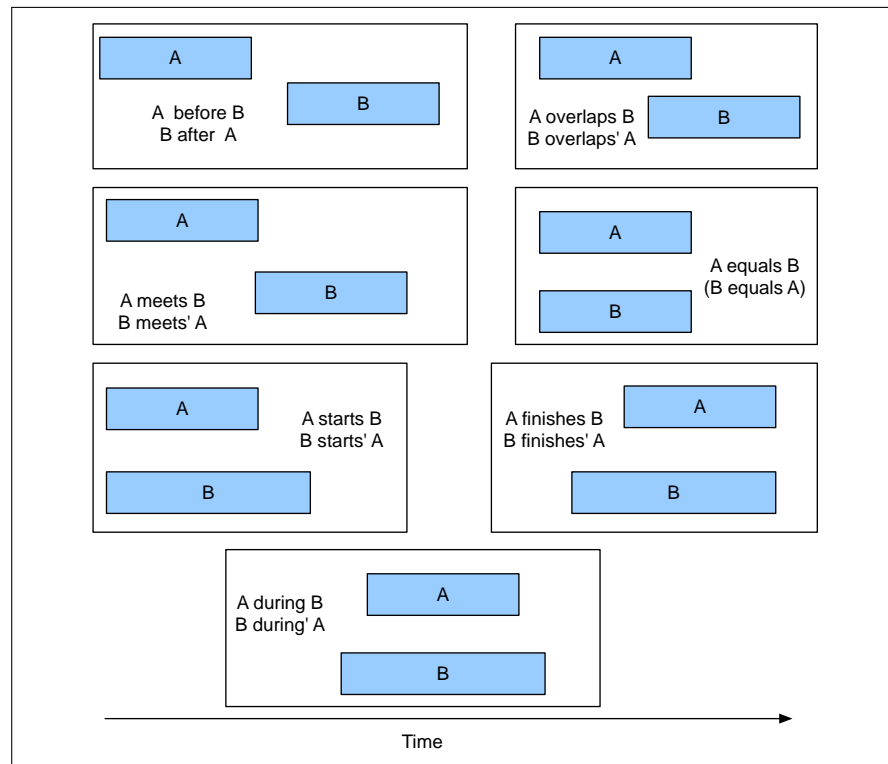 A
B
A before B
B after A
A
A overlaps B
B
B overlaps' A
A
B
A meets B
B meets' A
A
A equals B
(B equals A)
B
A
A starts B
B starts' A
B
A
A finishes B
B finishes' A
B
A
A during B
B during' A
B
Time